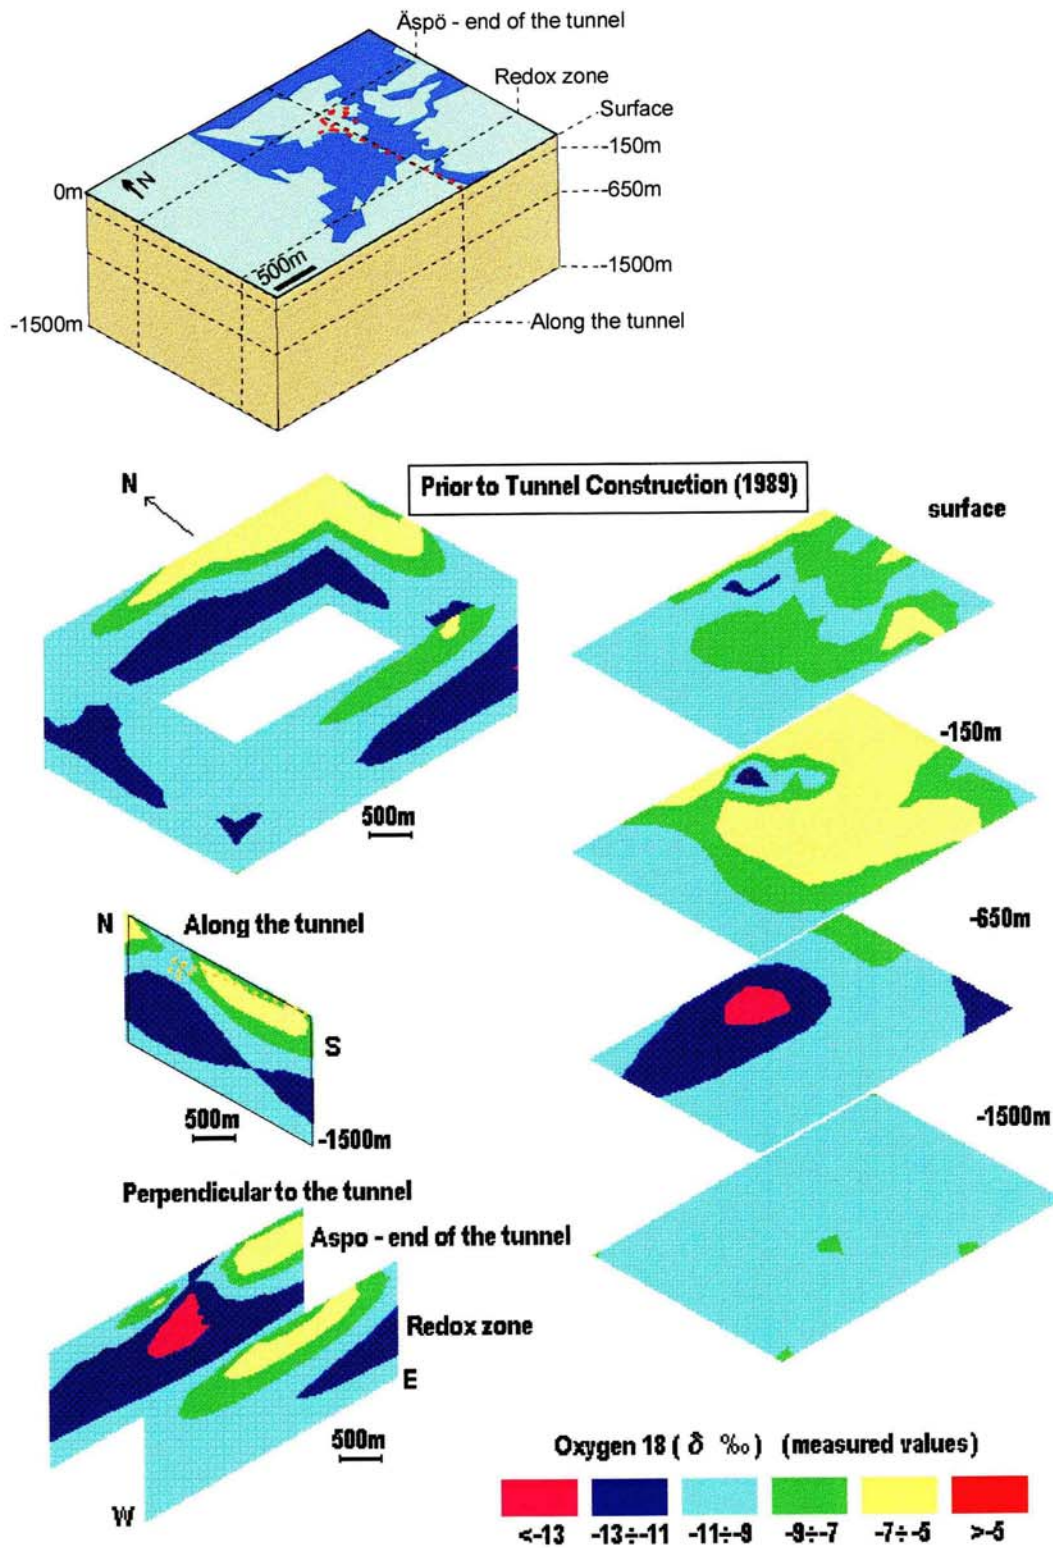 Äspö - end of the tunnel
Redox zone
Surface
-150m
-650m
-1500m
Along the tunnel
0m
-1500m
N
500m
N
Prior to Tunnel Construction (1989)
surface
500m
-150m
N
Along the tunnel
S
500m
-1500m
-650m
-1500m
Perpendicular to the tunnel
Aspo - end of the tunnel
Redox zone
E
500m
W
Oxygen 18 ( δ ‰) (measured values)
<-13 -13÷-11 -11÷-9 -9÷-7 -7÷-5 >-5